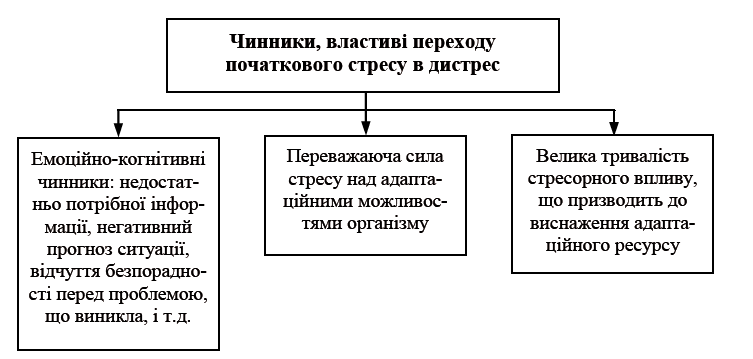 Чинники, властиві переходу
початкового стресу в дистрес
Емоційно-когнітивні
чинники: недостат-
ньо потрібної інфор-
мації, негативний
прогноз ситуації,
відчуття безпорадно-
сті перед проблемою,
що виникла, і т.д.
Переважаюча сила
стресу над адапта-
ційними можливос-
тями організму
Велика тривалість
стресорного впливу,
що призводить до
виснаження адапта-
ційного ресурсу